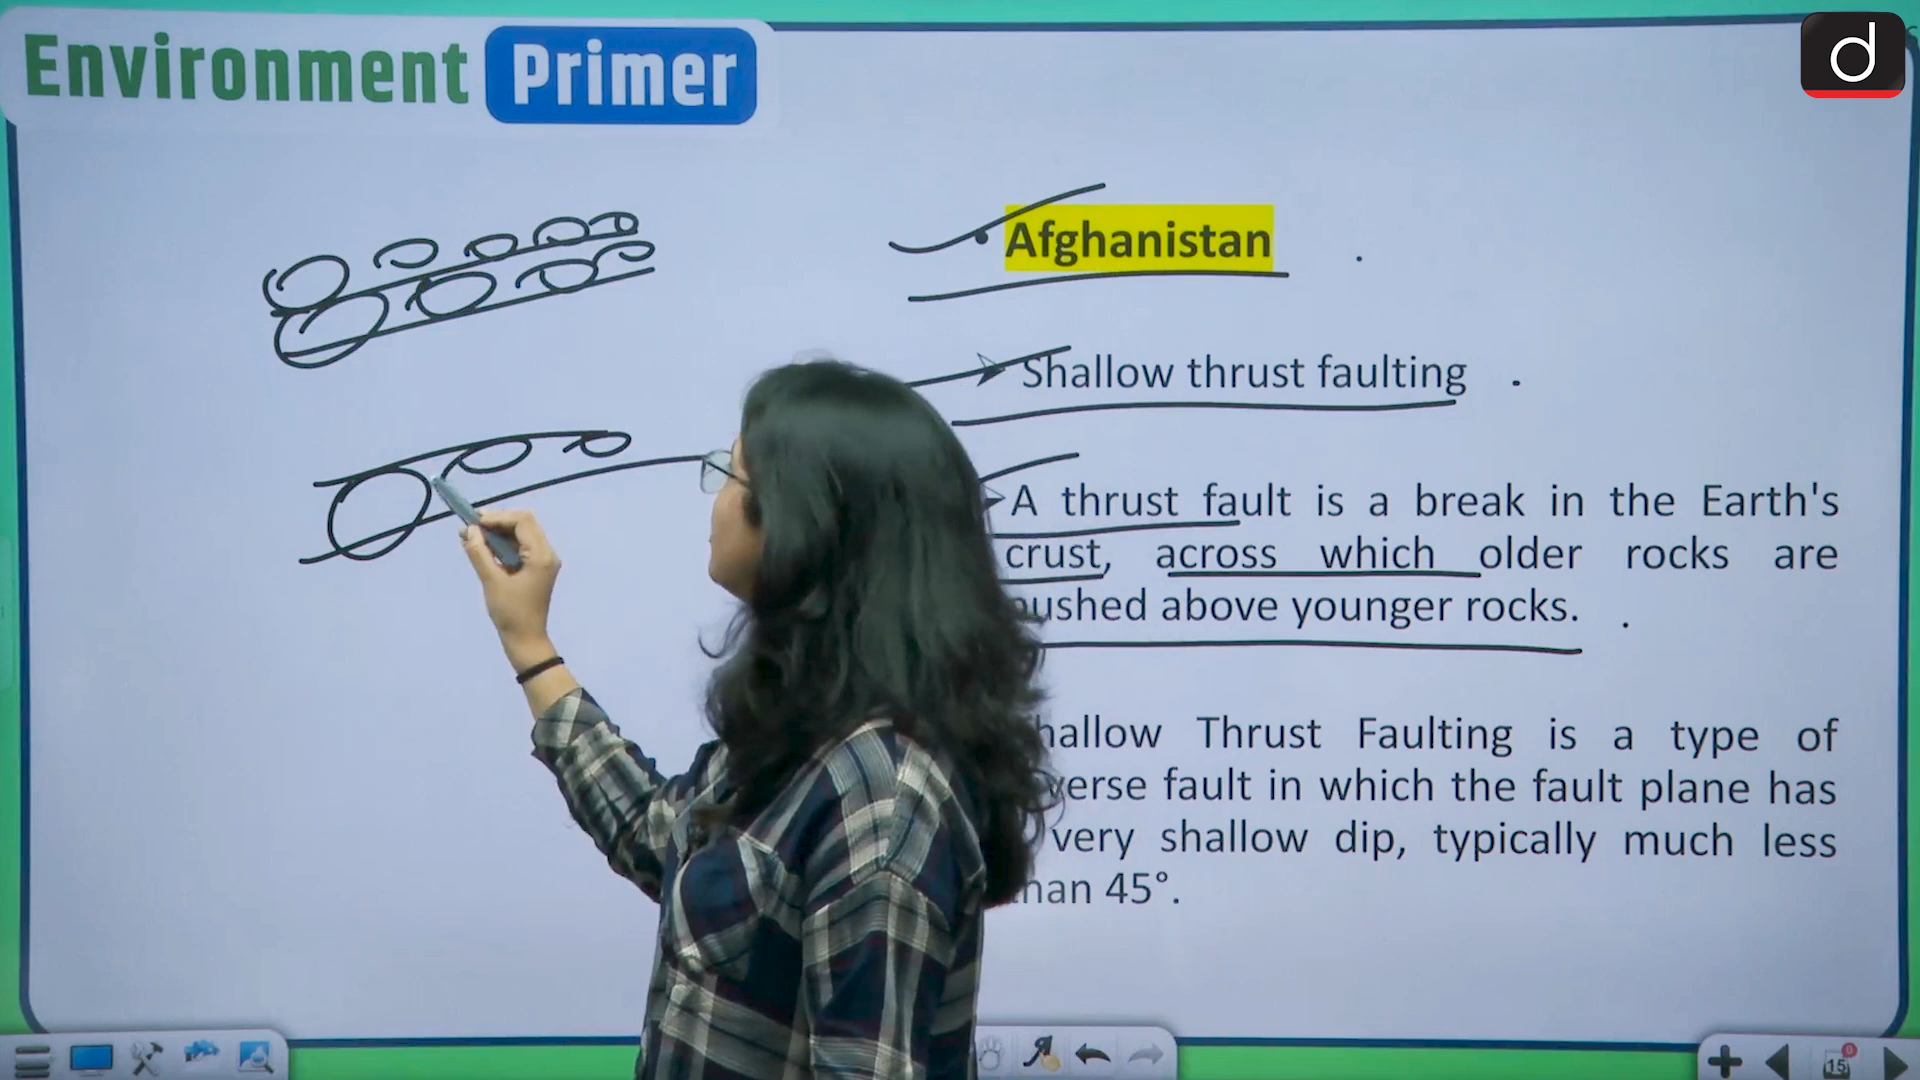 Environment Primer
d
• Afghanistan
Shallow thrust faulting
A thrust fault is a break in the Earth's
crust, across which older rocks are
pushed above younger rocks.
hallow Thrust Faulting is a type of
verse fault in which the fault plane has
very shallow dip, typically much less
han 45°.
15